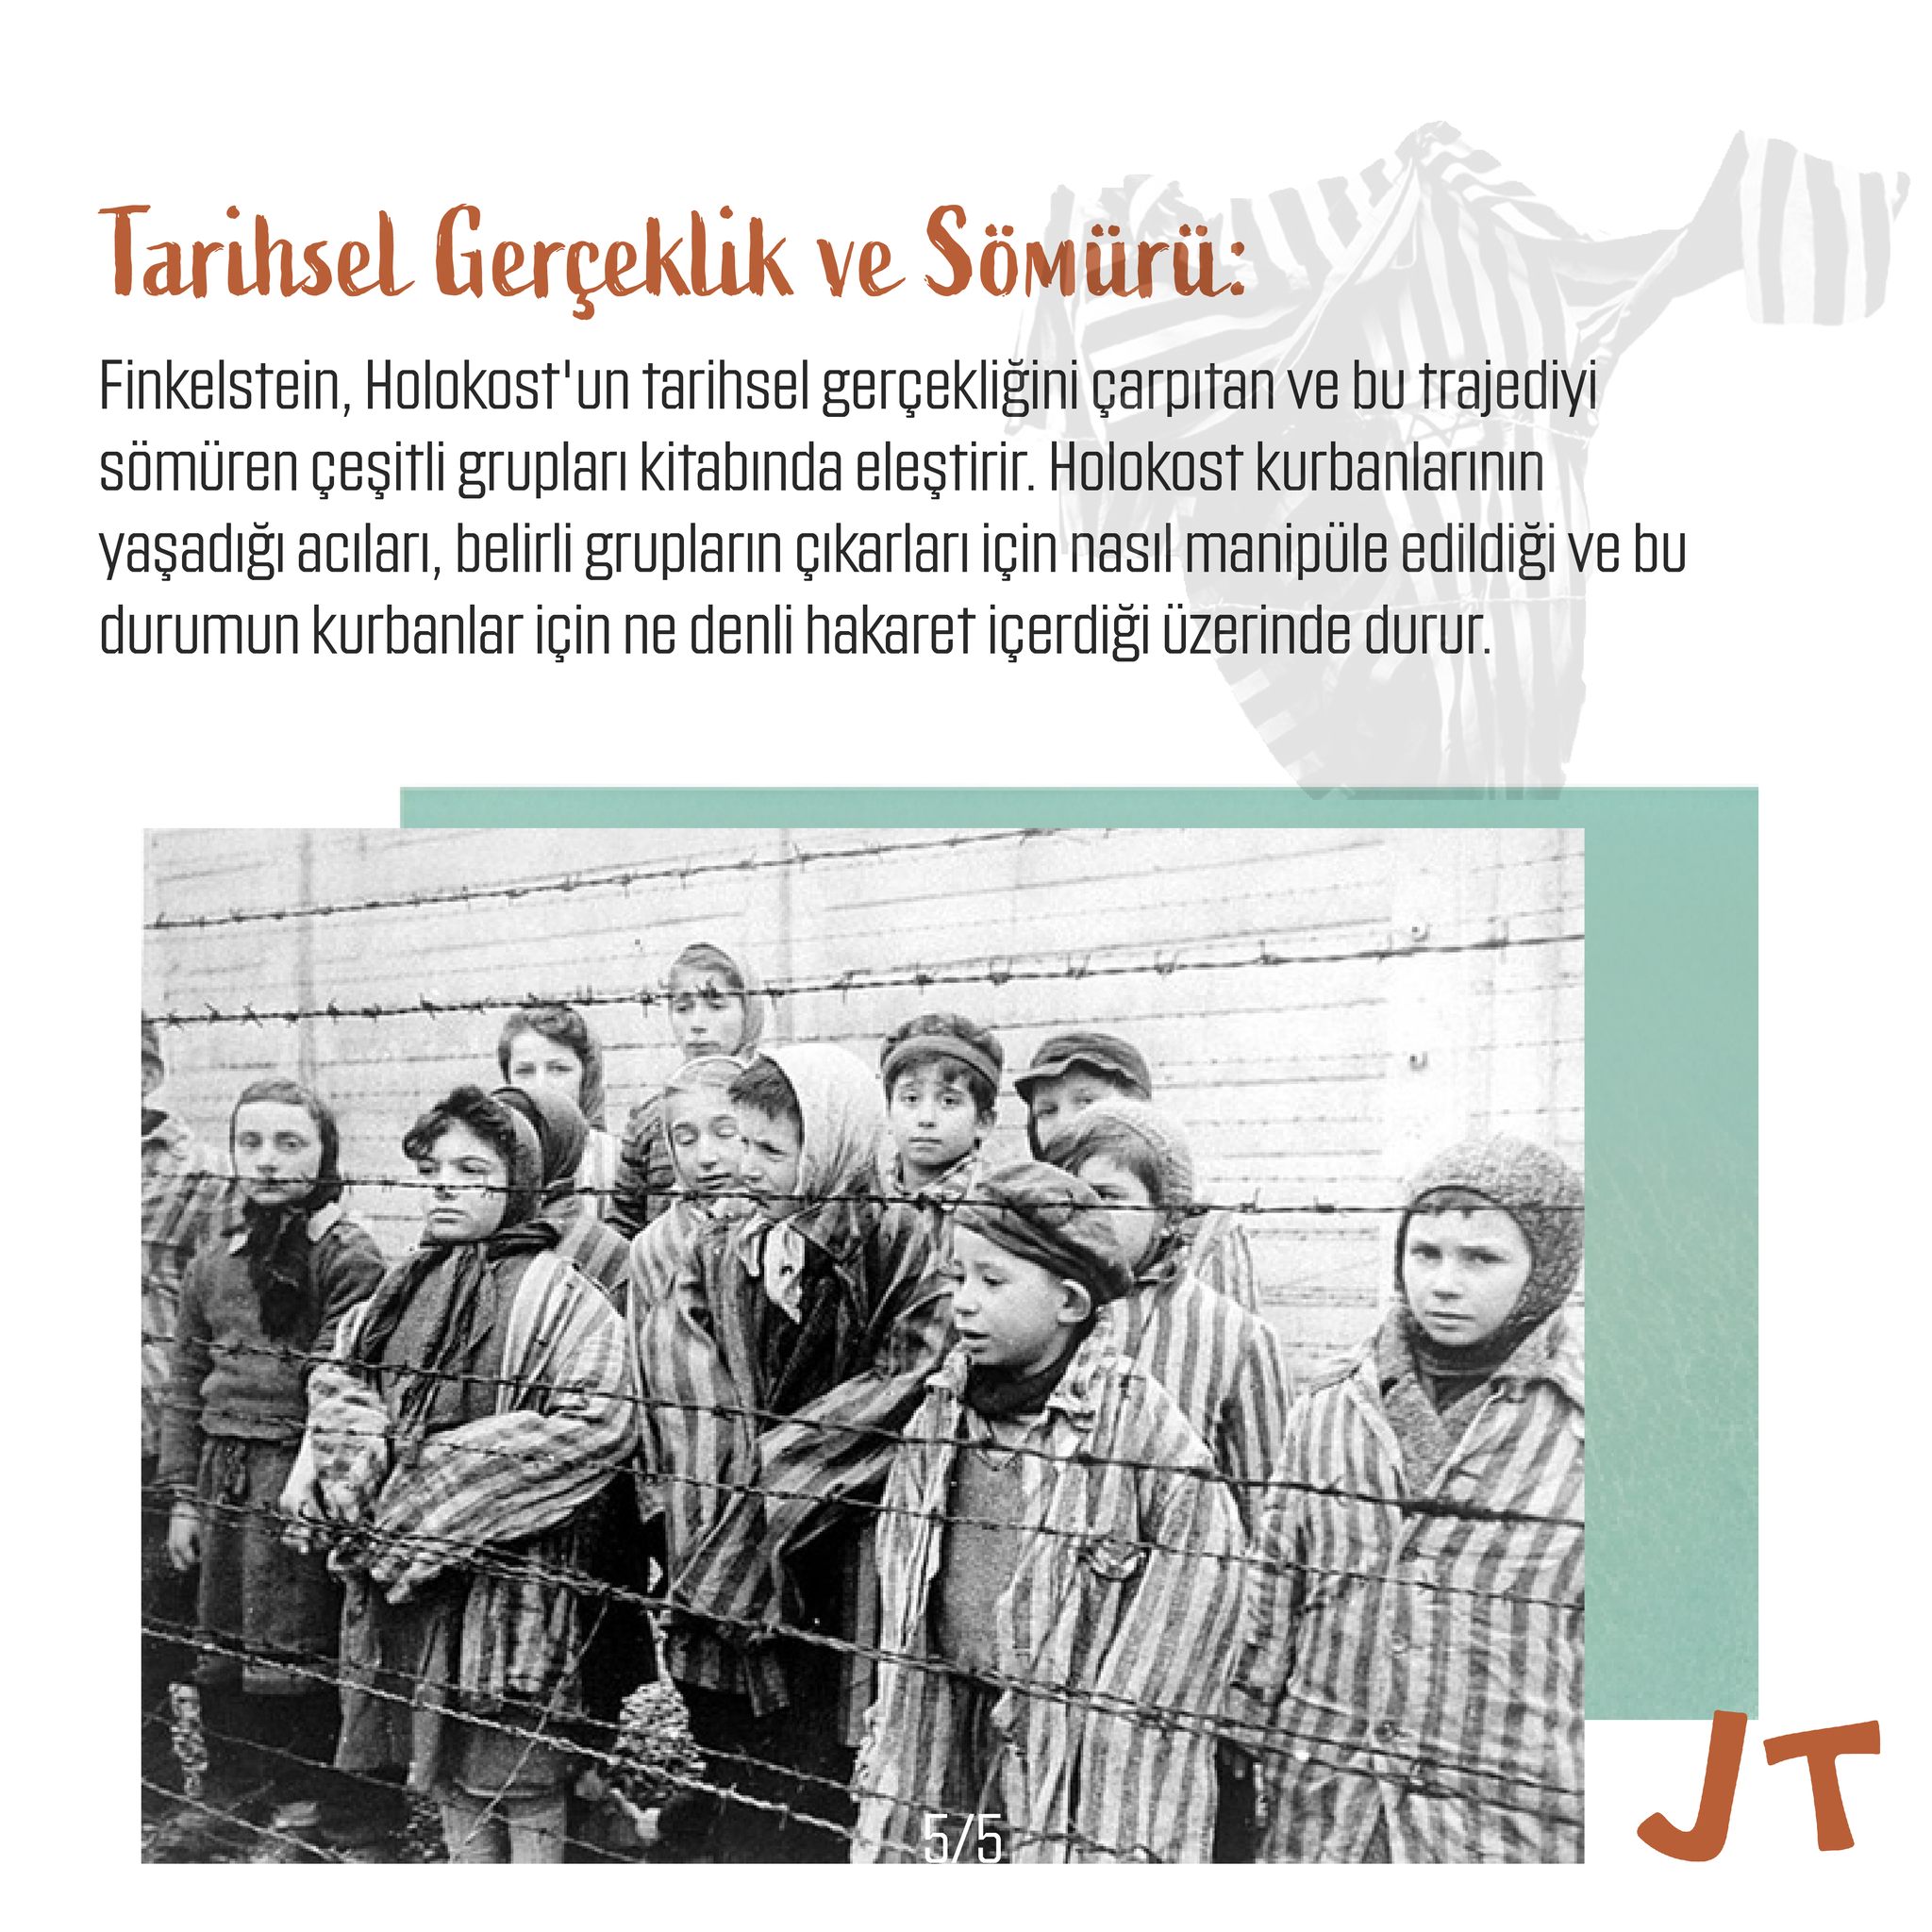 Tarihsel Gerçeklik ve Sömürü:
Finkelstein, Holokost'un tarihsel gerçekliğini çarpıtan ve bu trajediyi
sömüren çeşitli grupları kitabında eleştirir. Holokost kurbanlarının
yaşadığı acıları, belirli grupların çıkarları için nasıl manipüle edildiği ve bu
durumun kurbanlar için ne denli hakaret içerdiği üzerinde durur.
5/5
JT